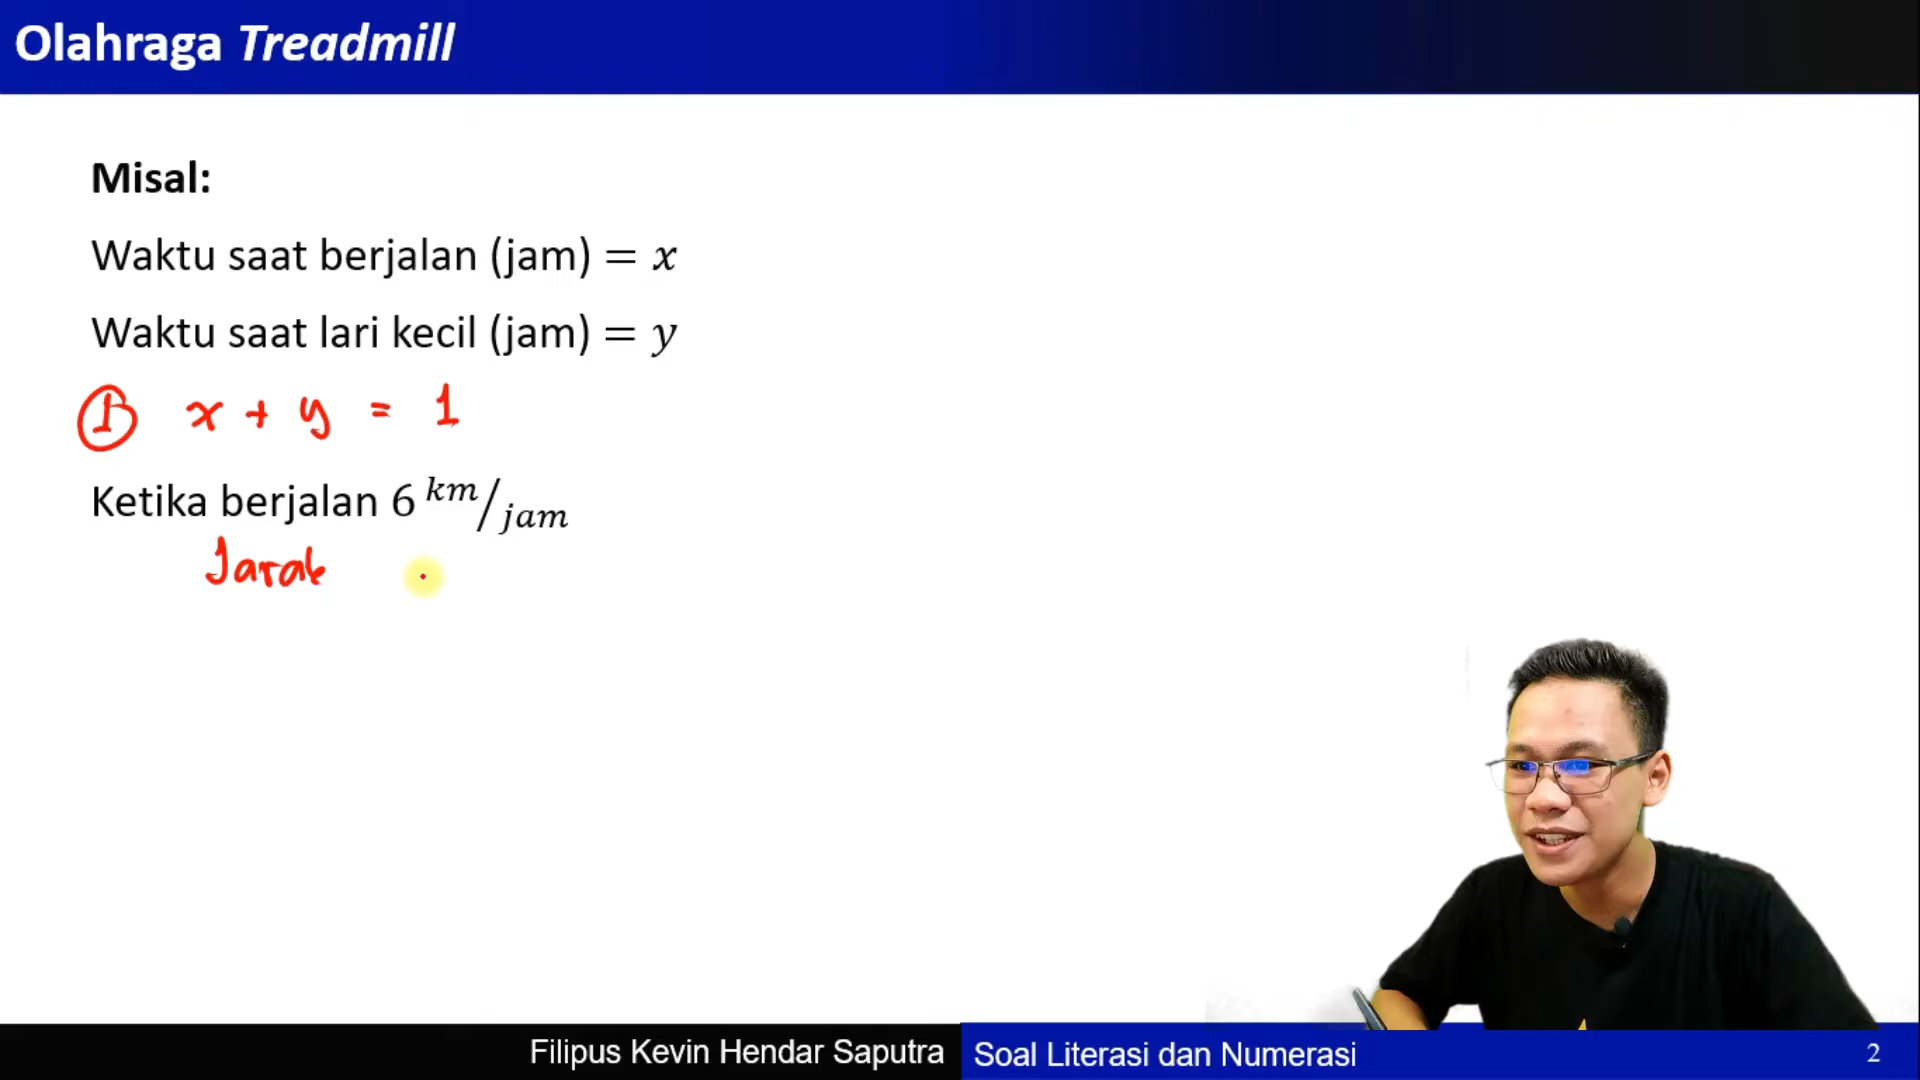 Olahraga Treadmill
Misal:
Waktu saat berjalan (jam) = x
Waktu saat lari kecil (jam) = y
① x + y = 1
Ketika berjalan 6 km/jam
Jarak
Filipus Kevin Hendar Saputra
Soal Literasi dan Numerasi
2